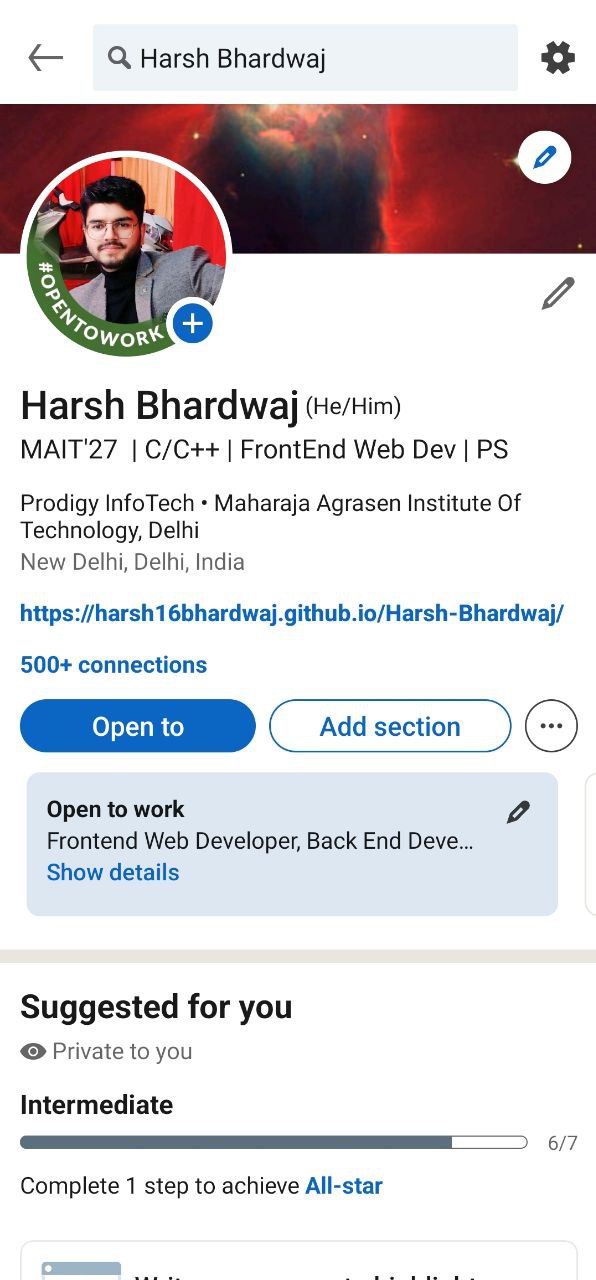 Harsh Bhardwaj
#OPENTOWORK
Harsh Bhardwaj (He/Him)
MAIT'27 | C/C++ | FrontEnd Web Dev | PS
Prodigy InfoTech • Maharaja Agrasen Institute Of
Technology, Delhi
New Delhi, Delhi, India
https://harsh16bhardwaj.github.io/Harsh-Bhardwaj/
500+ connections
Open to
Add section
Open to work
Frontend Web Developer, Back End Deve...
Show details
Suggested for you
Private to you
Intermediate
6/7
Complete 1 step to achieve All-star